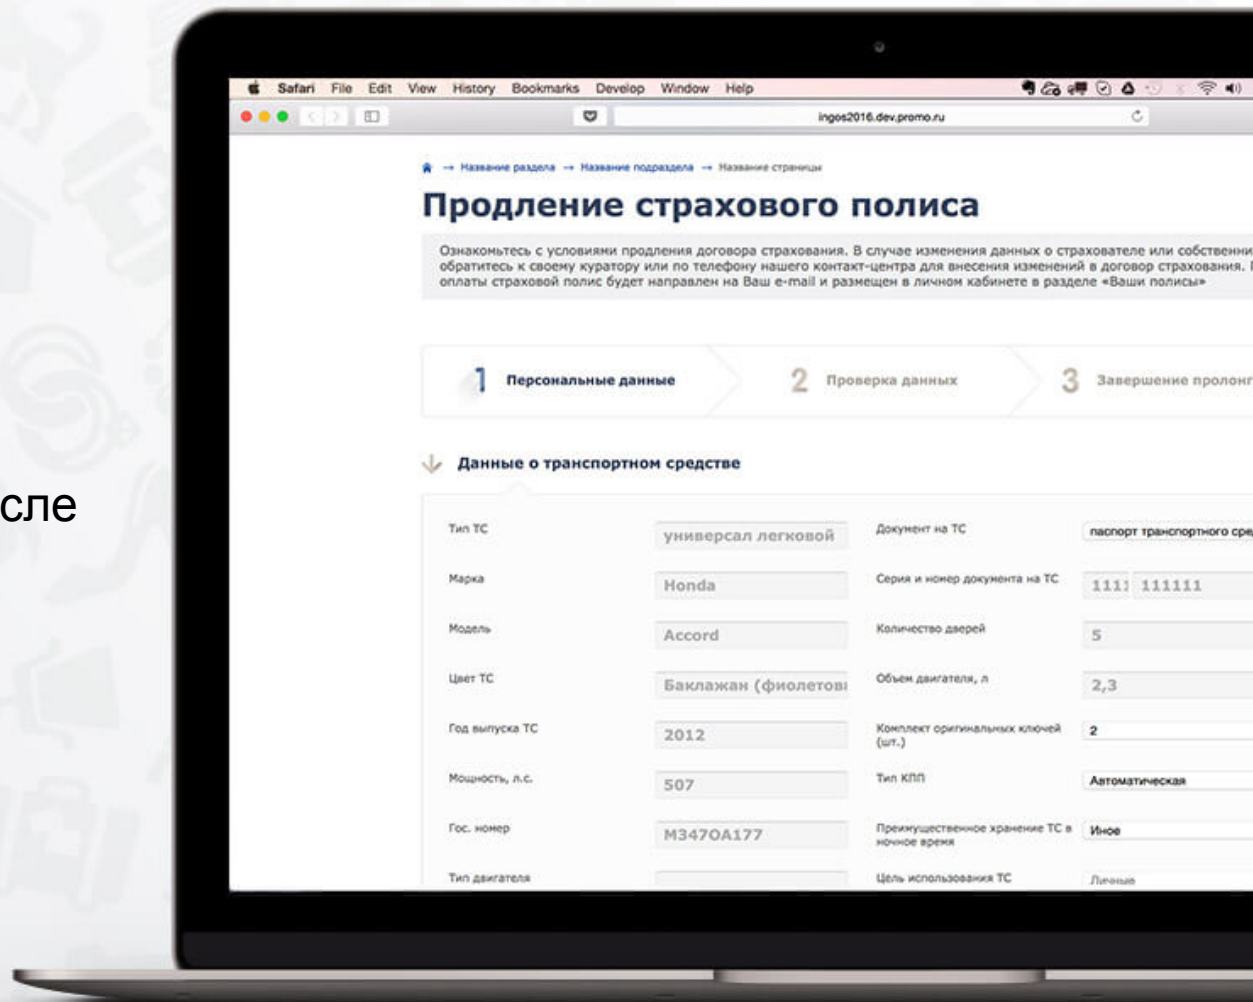 Safari File Edit View History Bookmarks Develop Window Help
ingos2016.dev.promo.ru
→ Название раздела → Название подраздела → Название страницы
Продление страхового полиса
Ознакомьтесь с условиями продления договора страхования. В случае изменения данных о страхователе или собственни
обратитесь к своему куратору или по телефону нашего контакт-центра для внесения изменений в договор страхования.
оплаты страховой полис будет направлен на Ваш e-mail и размещен в личном кабинете в разделе «Ваши полисы»
1 Персональные данные 2 Проверка данных 3 Завершение пролонг
Данные о транспортном средстве
сле
Тип ТС универсал легковой Документ на ТС паспорт транспортного сред
Марка Honda Серия и номер документа на ТС 1111 111111
Модель Accord Количество дверей 5
Цвет ТС Баклажан (фиолетовы Объем двигателя, л 2,3
Год выпуска ТС 2012 Комплект оригинальных ключей 2
(шт.)
Мощность, л.с. 507 Тип КПП Автоматическая
Гос. номер М347ОА177 Преимущественное хранение ТС в Иное
ночное время
Тип двигателя Цель использования ТС Личные